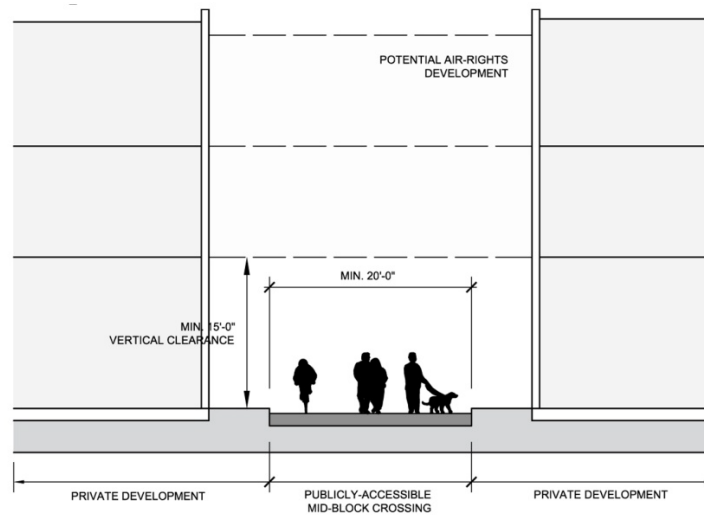 POTENTIAL AIR-RIGHTS
DEVELOPMENT
MIN. 20'-0"
MIN. 15'-0"
VERTICAL CLEARANCE
PRIVATE DEVELOPMENT
PUBLICLY-ACCESSIBLE
MID-BLOCK CROSSING
PRIVATE DEVELOPMENT